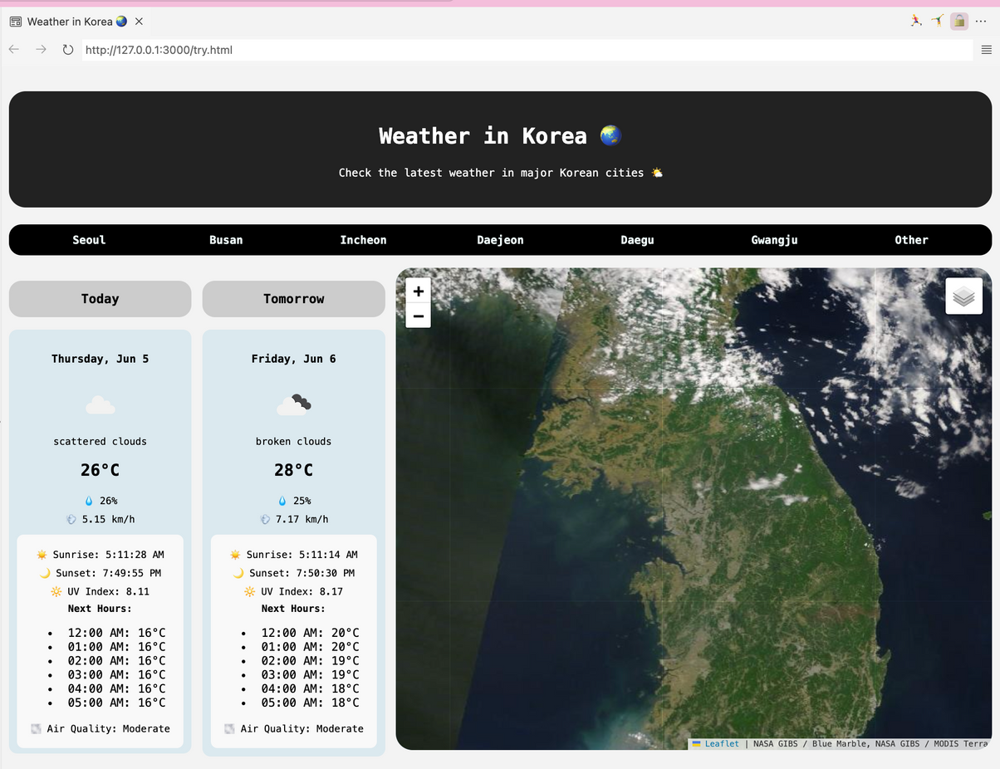 Weather in Korea 🌏
http://127.0.0.1:3000/try.html
Weather in Korea 🌏
Check the latest weather in major Korean cities 🌤️
Seoul Busan Incheon Daejeon Daegu Gwangju Other
Today
Thursday, Jun 5
scattered clouds
26°C
💧 26%
💨 5.15 km/h
☀️ Sunrise: 5:11:28 AM
🌙 Sunset: 7:49:55 PM
🔆 UV Index: 8.11
Next Hours:
• 12:00 AM: 16°C
• 01:00 AM: 16°C
• 02:00 AM: 16°C
• 03:00 AM: 16°C
• 04:00 AM: 16°C
• 05:00 AM: 16°C
🌫️ Air Quality: Moderate
Tomorrow
Friday, Jun 6
broken clouds
28°C
💧 25%
💨 7.17 km/h
☀️ Sunrise: 5:11:14 AM
🌙 Sunset: 7:50:30 PM
🔆 UV Index: 8.17
Next Hours:
• 12:00 AM: 20°C
• 01:00 AM: 20°C
• 02:00 AM: 19°C
• 03:00 AM: 19°C
• 04:00 AM: 18°C
• 05:00 AM: 18°C
🌫️ Air Quality: Moderate
+
−
Leaflet | NASA GIBS / Blue Marble, NASA GIBS / MODIS Terra